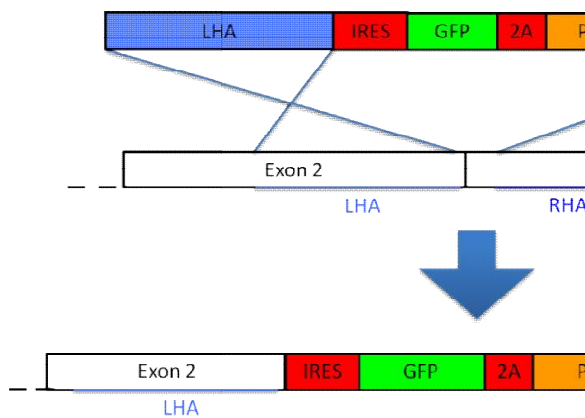 LHA IRES GFP 2A P
Exon 2
LHA RHA
Exon 2 IRES GFP 2A P
LHA